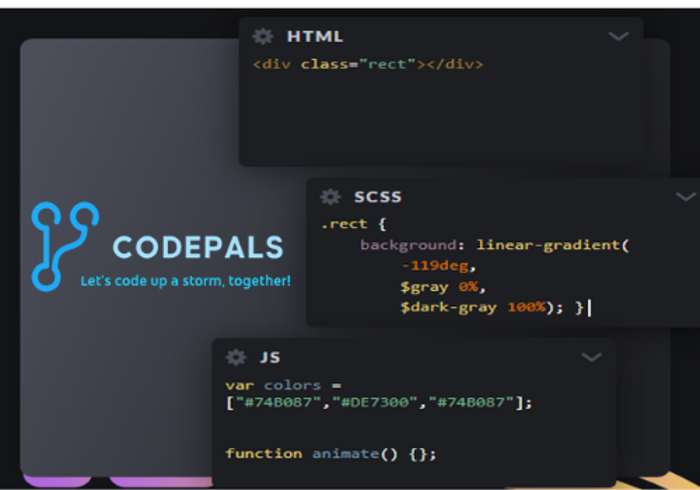 HTML
<div class="rect"></div>
SCSS
.rect {
background: linear-gradient(
-119deg,
$gray 0%,
$dark-gray 100%); }
CODEPALS
Let's code up a storm, together!
JS
var colors =
["#74B087","#DE7300","#74B087"];
function animate() {};